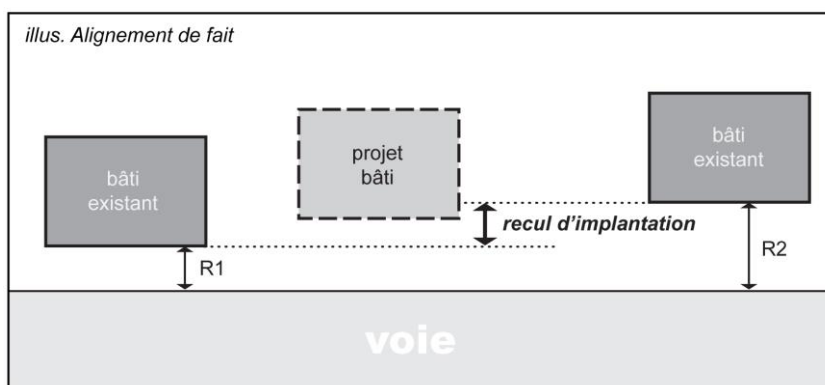 illus. Alignement de fait
bâti
existant
projet
bâti
bâti
existant
recul d'implantation
R1
R2
voie